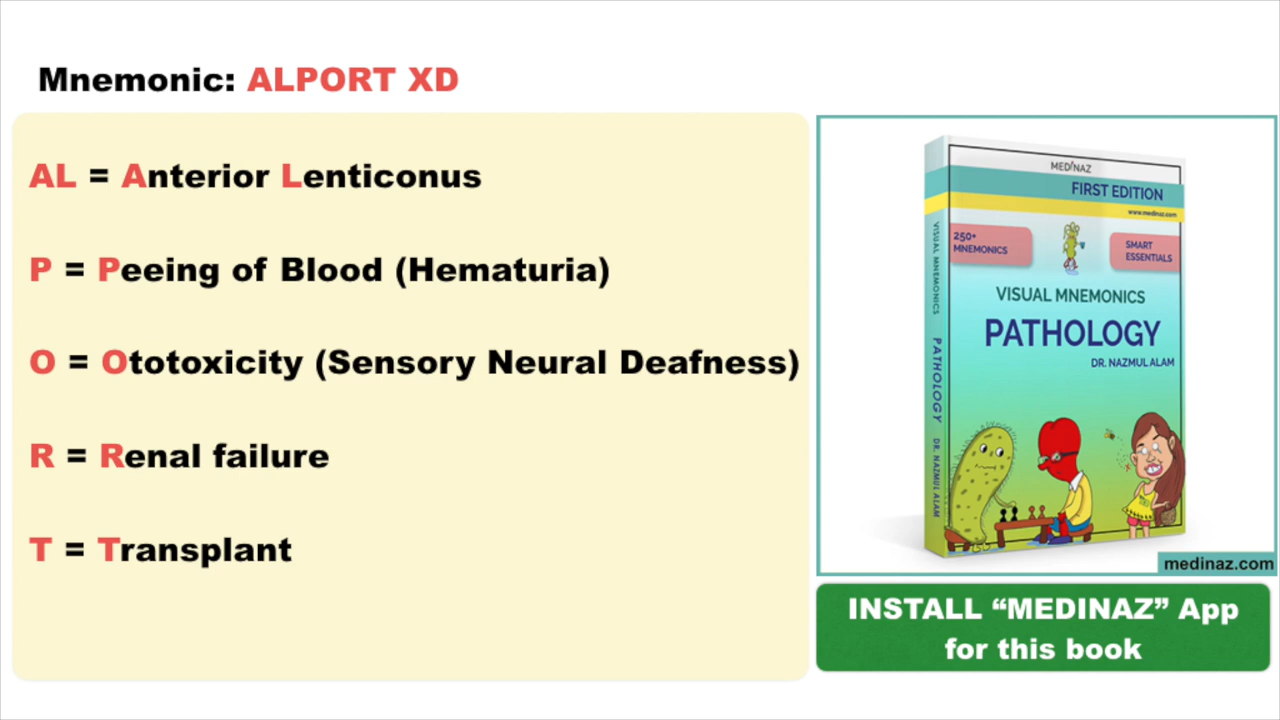 Mnemonic: ALPORT XD
AL = Anterior Lenticonus
P = Peeing of Blood (Hematuria)
O = Ototoxicity (Sensory Neural Deafness)
R = Renal failure
T = Transplant
MEDINAZ
FIRST EDITION
www.medinaz.com
250+
MNEMONICS
SMART
ESSENTIALS
VISUAL MNEMONICS
PATHOLOGY
DR. NAZMUL ALAM
VISUAL MNEMONICS
PATHOLOGY
DR. NAZMUL ALAM
medinaz.com
INSTALL “MEDINAZ” App
for this book